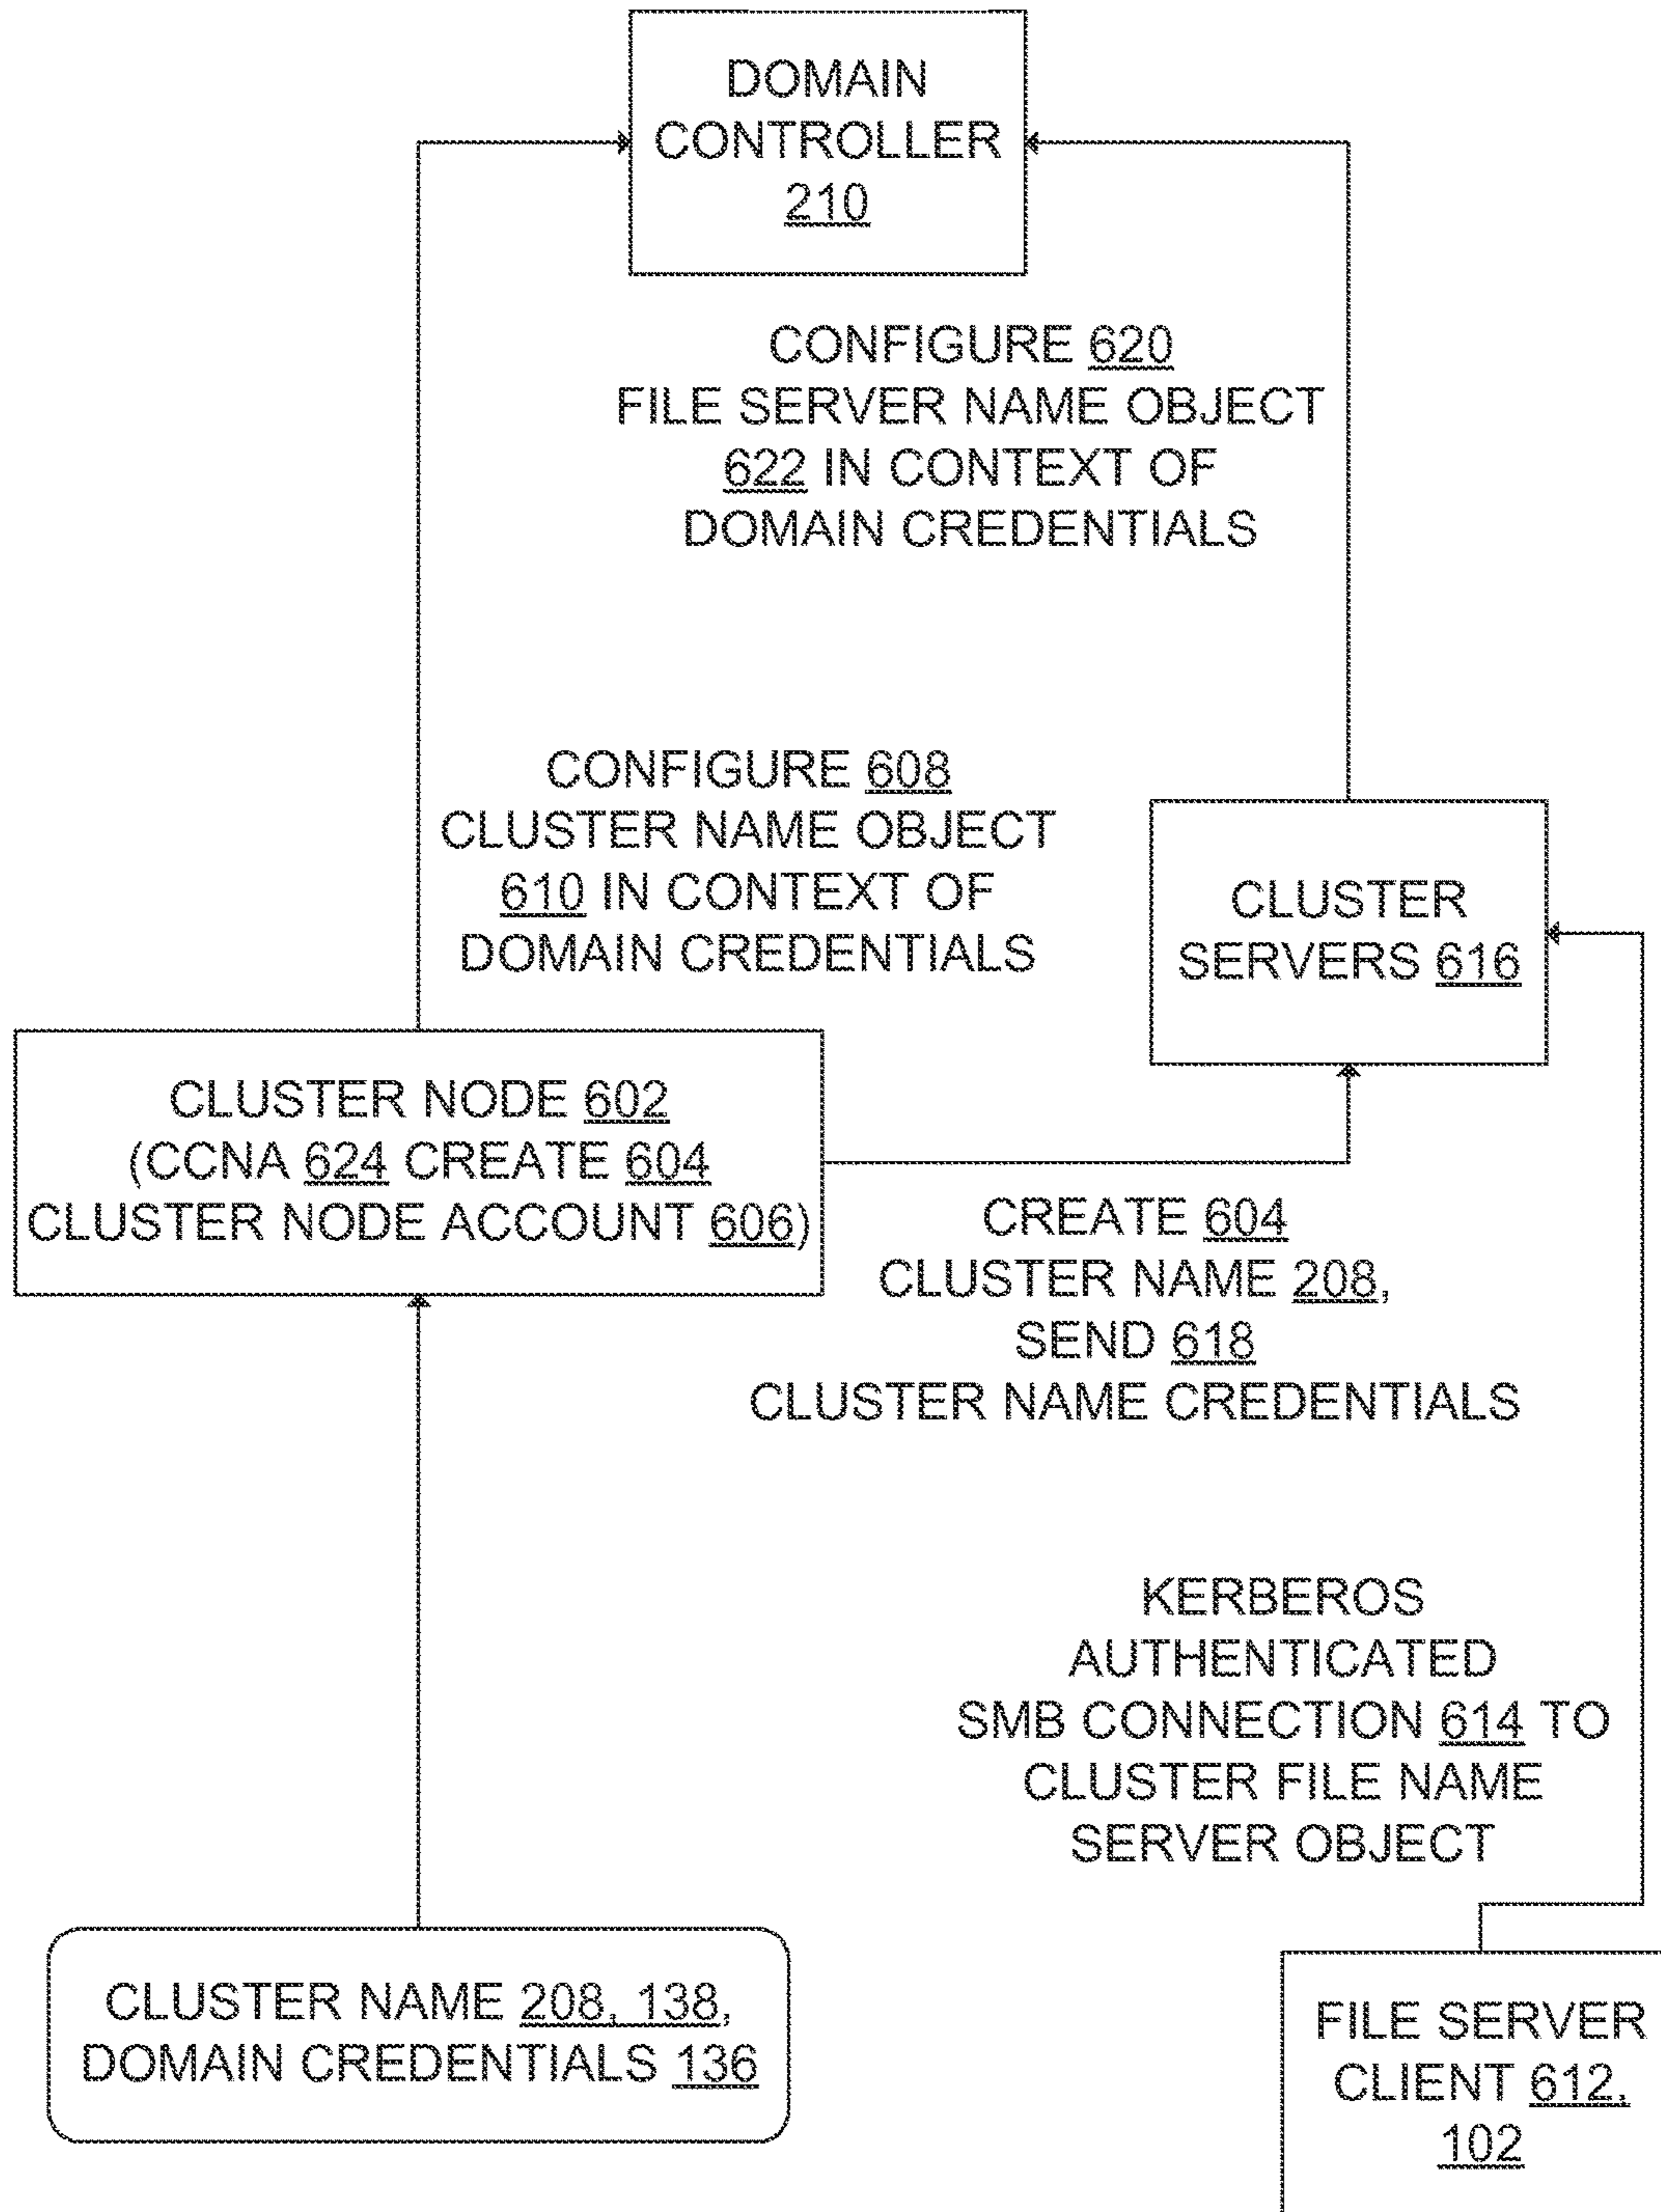 DOMAIN
CONTROLLER
210
CONFIGURE 620
FILE SERVER NAME OBJECT
622 IN CONTEXT OF
DOMAIN CREDENTIALS
CONFIGURE 608
CLUSTER NAME OBJECT
610 IN CONTEXT OF
DOMAIN CREDENTIALS
CLUSTER
SERVERS 616
CLUSTER NODE 602
(CCNA 624 CREATE 604
CLUSTER NODE ACCOUNT 606)
CREATE 604
CLUSTER NAME 208,
SEND 618
CLUSTER NAME CREDENTIALS
KERBEROS
AUTHENTICATED
SMB CONNECTION 614 TO
CLUSTER FILE NAME
SERVER OBJECT
CLUSTER NAME 208, 138,
DOMAIN CREDENTIALS 136
FILE SERVER
CLIENT 612,
102